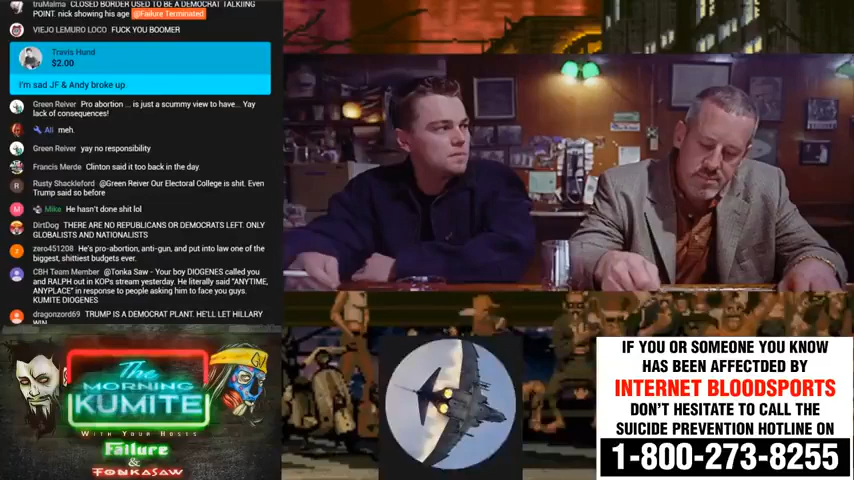 truMalma CLOSED BORDER USED TO BE A DEMOCRAT TALKIING
POINT. nick showing his age @Failure Terminated
VIEJO LEMURO LOCO FUCK YOU BOOMER
Travis Hund
$2.00
I'm sad JF & Andy broke up
Green Reiver Pro abortion ... is just a scummy view to have... Yay
lack of consequences!
Ali meh.
Green Reiver yay no responsibility
Francis Merde Clinton said it too back in the day.
R
Rusty Shackleford @Green Reiver Our Electoral College is shit. Even
Trump said so before
M
Mike He hasn't done shit lol
DirtDog THERE ARE NO REPUBLICANS OR DEMOCRATS LEFT. ONLY
GLOBALISTS AND NATIONALISTS
z
zero451208 He's pro-abortion, anti-gun, and put into law one of the
biggest, shittiest budgets ever.
CBH Team Member @Tonka Saw - Your boy DIOGENES called you
and RALPH out in KOPs stream yesterday. He literally said "ANYTIME,
ANYPLACE" in response to people asking him to face you guys.
KUMITE DIOGENES
dragonzord69 TRUMP IS A DEMOCRAT PLANT. HE'LL LET HILLARY
WIN
The
MORNING
KUMITE
WITH YOUR HOSTS
Failure
&
TONKASAW
IF YOU OR SOMEONE YOU KNOW
HAS BEEN AFFECTDED BY
INTERNET BLOODSPORTS
DON'T HESITATE TO CALL THE
SUICIDE PREVENTION HOTLINE ON
1-800-273-8255